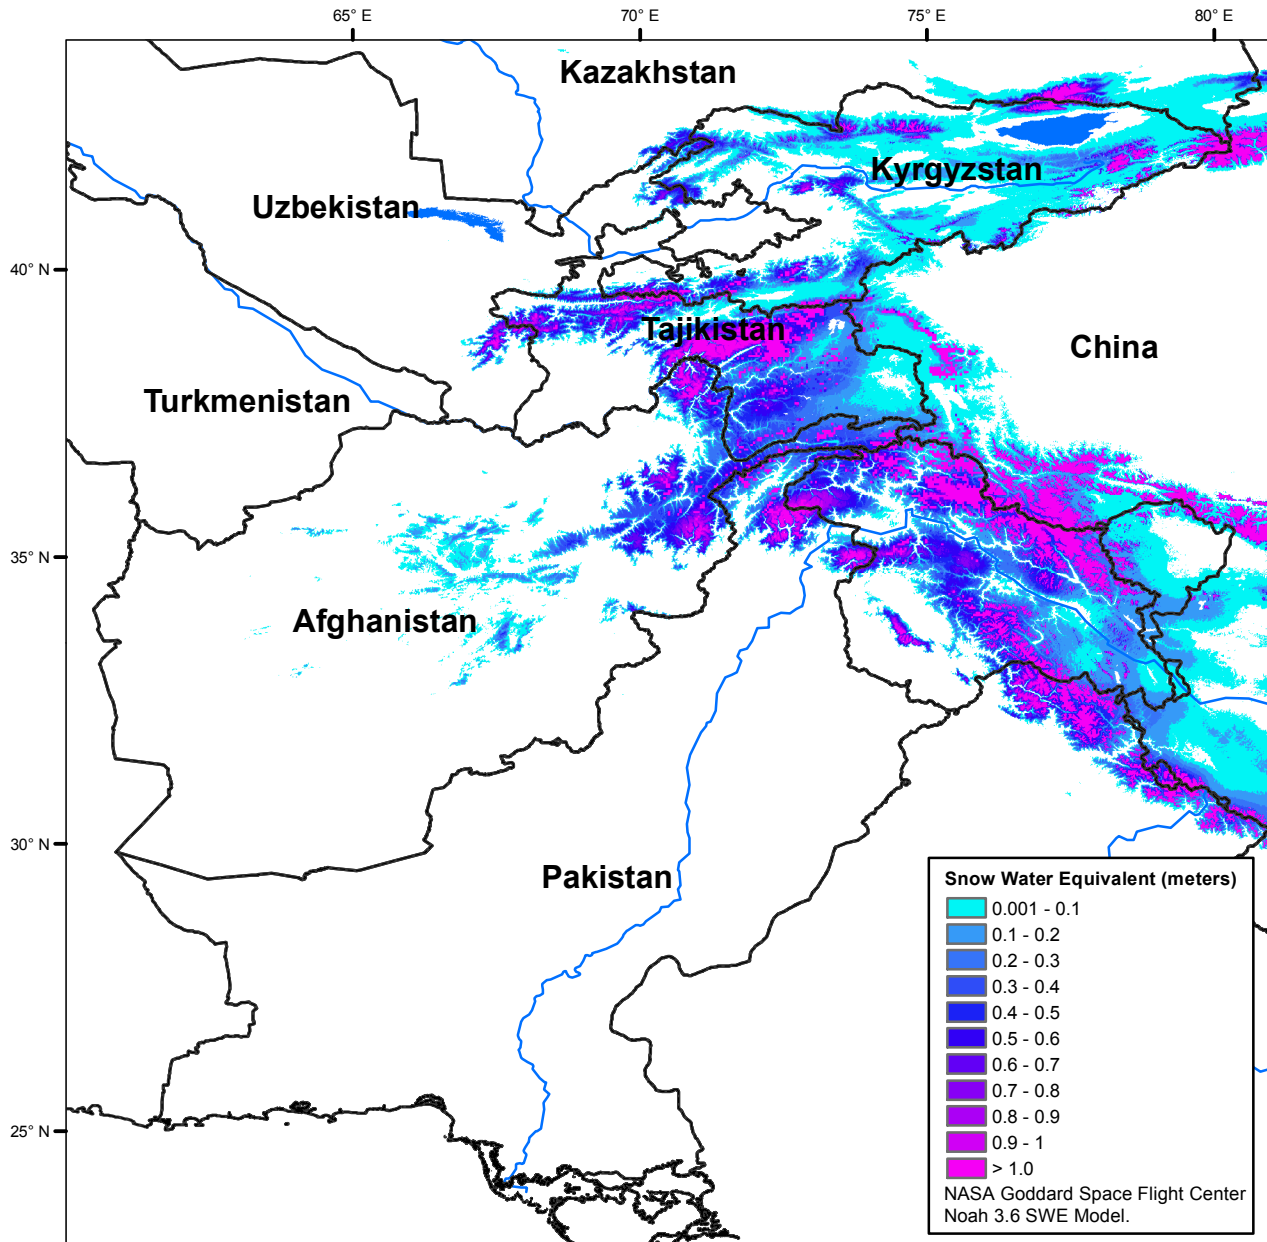 65° E
70° E
75° E
80° E
Kazakhstan
Kyrgyzstan
Uzbekistan
40° N
Tajikistan
China
Turkmenistan
35° N
Afghanistan
30° N
Pakistan
25° N
Snow Water Equivalent (meters)
0.001 - 0.1
0.1 - 0.2
0.2 - 0.3
0.3 - 0.4
0.4 - 0.5
0.5 - 0.6
0.6 - 0.7
0.7 - 0.8
0.8 - 0.9
0.9 - 1
> 1.0
NASA Goddard Space Flight Center
Noah 3.6 SWE Model.